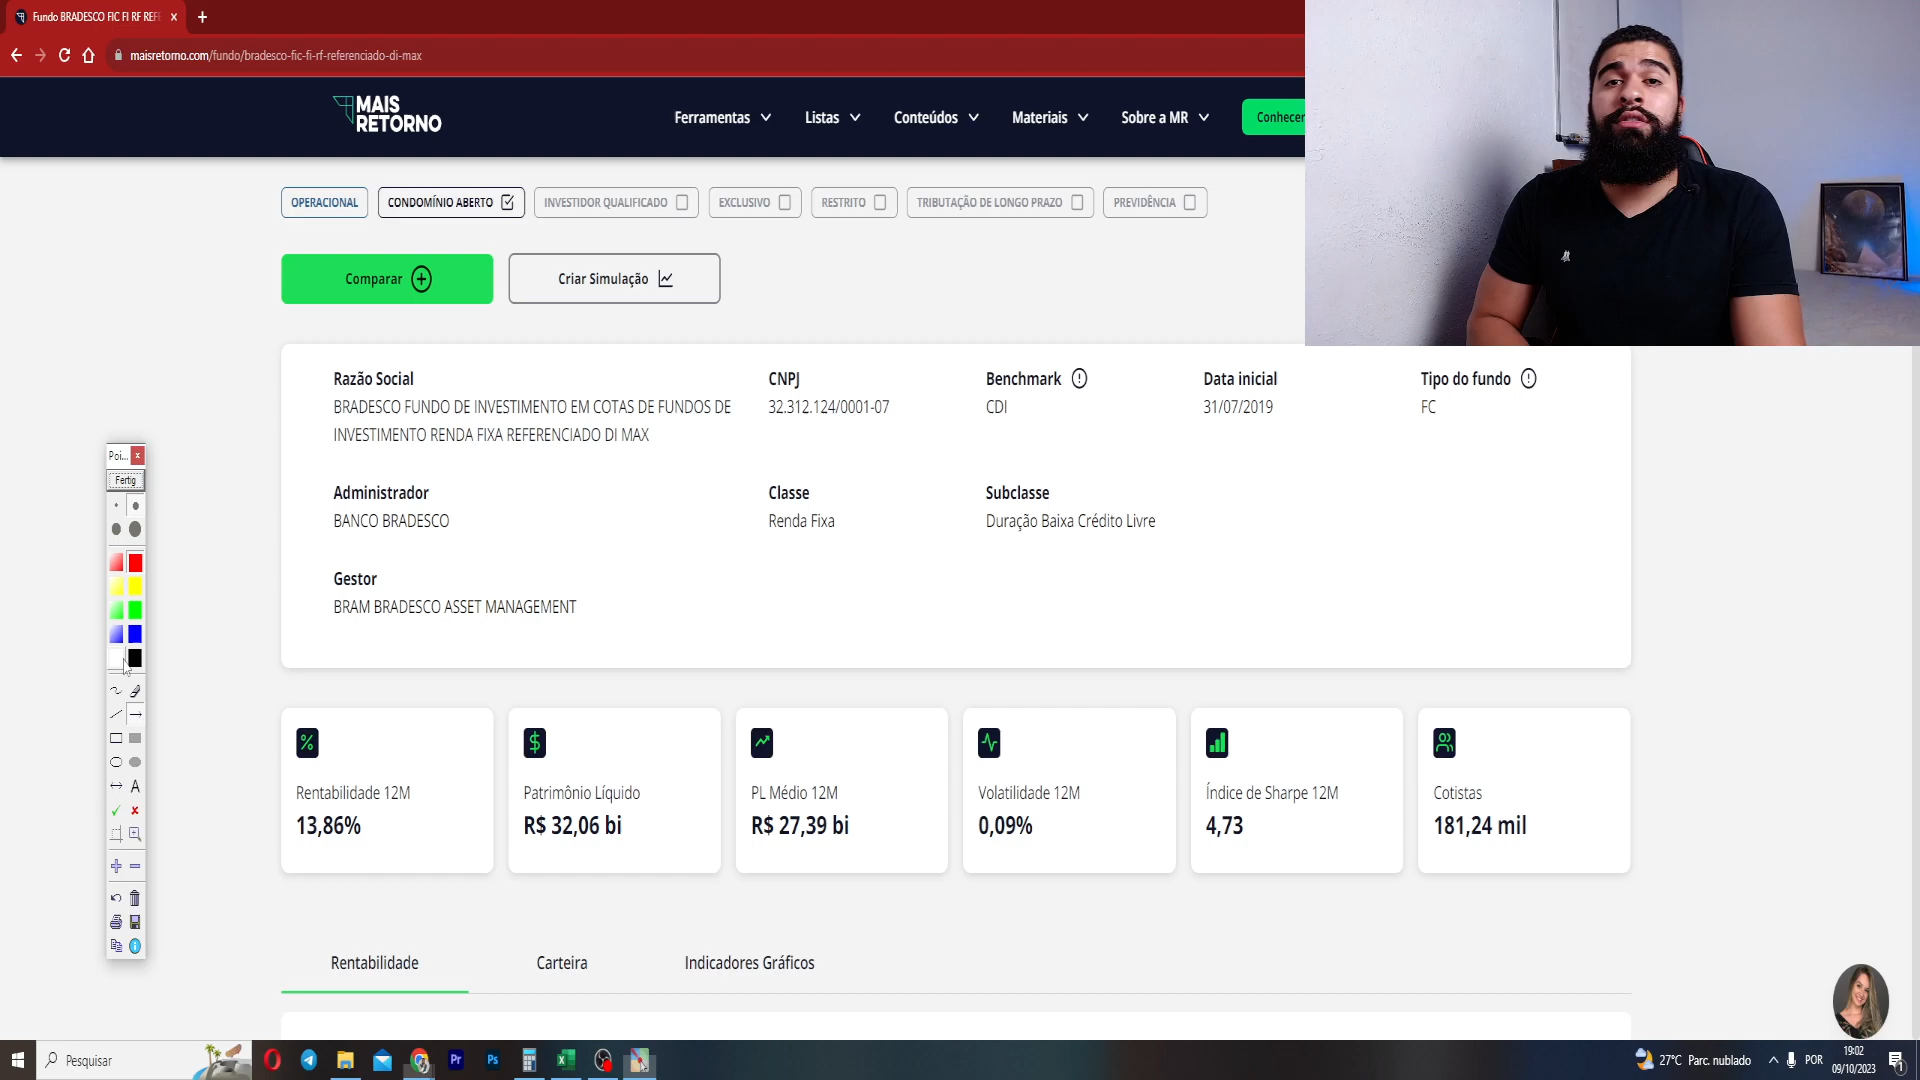 Fundo BRADESCO FIC FI RF REF
maisretorno.com/fundo/bradesco-fic-fi-rf-referenciado-di-max
MAIS
RETORNO
Ferramentas
Listas
Conteúdos
Materiais
Sobre a MR
Conhecer
OPERACIONAL
CONDOMÍNIO ABERTO
INVESTIDOR QUALIFICADO
EXCLUSIVO
RESTRITO
TRIBUTAÇÃO DE LONGO PRAZO
PREVIDÊNCIA
Comparar
Criar Simulação
Razão Social
BRADESCO FUNDO DE INVESTIMENTO EM COTAS DE FUNDOS DE
INVESTIMENTO RENDA FIXA REFERENCIADO DI MAX
CNPJ
32.312.124/0001-07
Benchmark
CDI
Data inicial
31/07/2019
Tipo do fundo
FC
Administrador
BANCO BRADESCO
Classe
Renda Fixa
Subclasse
Duração Baixa Crédito Livre
Gestor
BRAM BRADESCO ASSET MANAGEMENT
Poi...
Fertig
A
Rentabilidade 12M
13,86%
Patrimônio Líquido
R$ 32,06 bi
PL Médio 12M
R$ 27,39 bi
Volatilidade 12M
0,09%
Índice de Sharpe 12M
4,73
Cotistas
181,24 mil
Rentabilidade
Carteira
Indicadores Gráficos
Pesquisar
Pr
Ps
27°C Parc. nublado
POR
19:02
09/10/2023
1